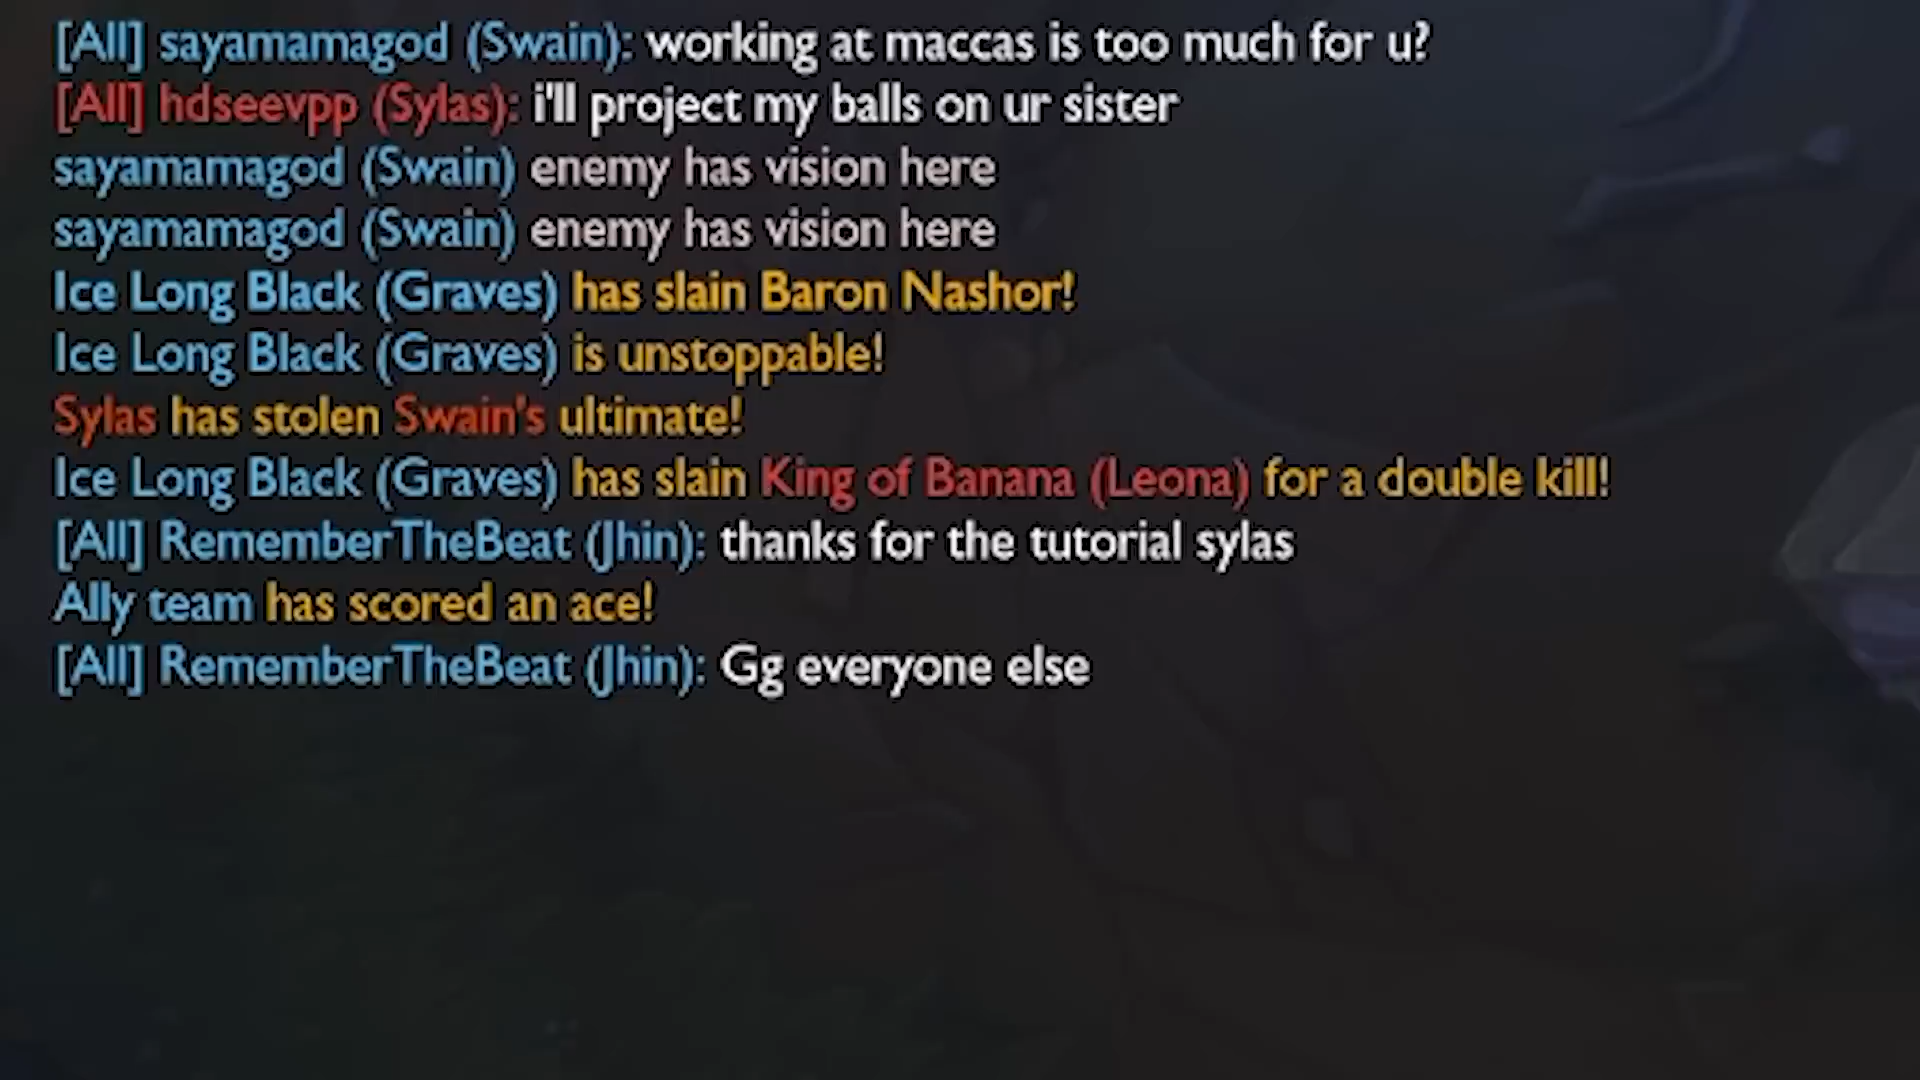 [All] sayamamagod (Swain): working at maccas is too much for u?
[All] hdseevpp (Sylas): i'll project my balls on ur sister
sayamamagod (Swain) enemy has vision here
sayamamagod (Swain) enemy has vision here
Ice Long Black (Graves) has slain Baron Nashor!
Ice Long Black (Graves) is unstoppable!
Sylas has stolen Swain's ultimate!
Ice Long Black (Graves) has slain King of Banana (Leona) for a double kill!
[All] RememberTheBeat (Jhin): thanks for the tutorial sylas
Ally team has scored an ace!
[All] RememberTheBeat (Jhin): Gg everyone else